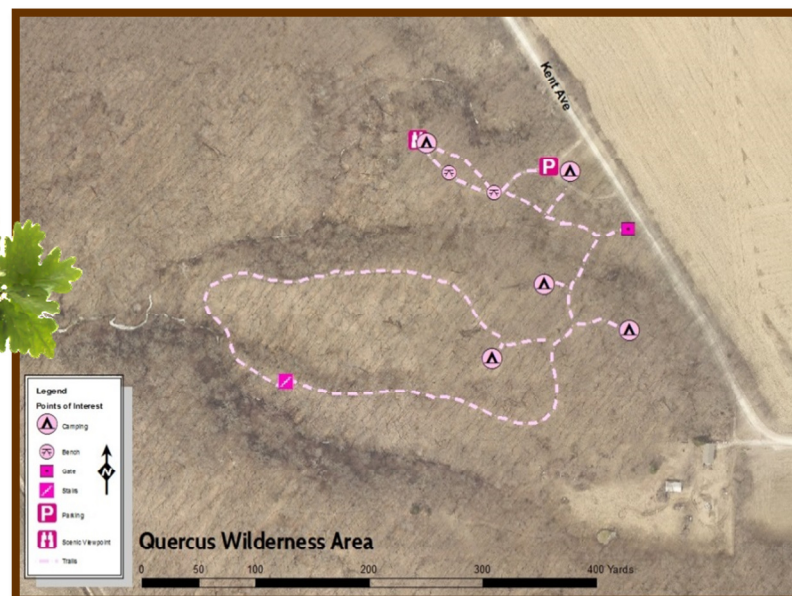 Kent Ave
P
Legend
Points of Interest
Camping
Bench
Gate
Stairs
N
P
Parking
Scenic Viewpoint
Trails
Quercus Wilderness Area
0 50 100 200 300 400 Yards